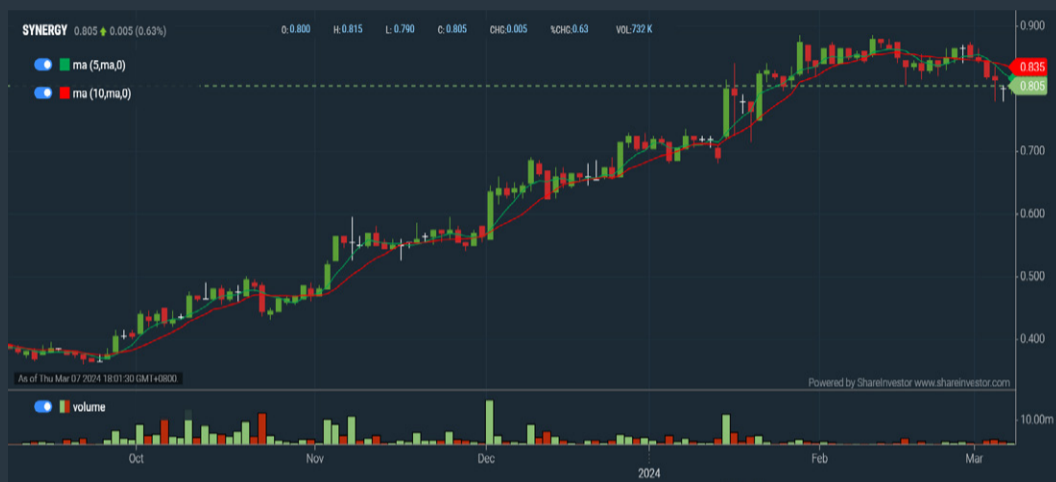 SYNERGY 0.805 0.005 (0.63%) O: 0.800 H: 0.815 L: 0.790 C: 0.805 CHG: 0.005 %CHG: 0.63 VOL: 732 K
ma (5,ma,0)
ma (10,ma,0)
0.900
0.835
0.805
0.700
0.600
0.500
0.400
As of Thu Mar 07 2024 18:01:30 GMT+0800
Powered by ShareInvestor www.shareinvestor.com
volume
10.00m
Oct Nov Dec Feb Mar
2024